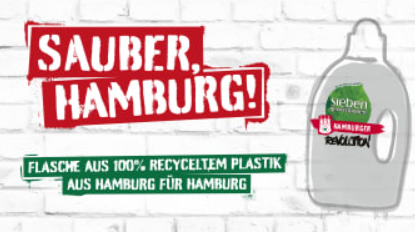 SAUBER,
HAMBURG!
FLASCHE AUS 100% RECYCELTEM PLASTIK
AUS HAMBURG FÜR HAMBURG
Sieben
HAMBURGER
REVOLUTION